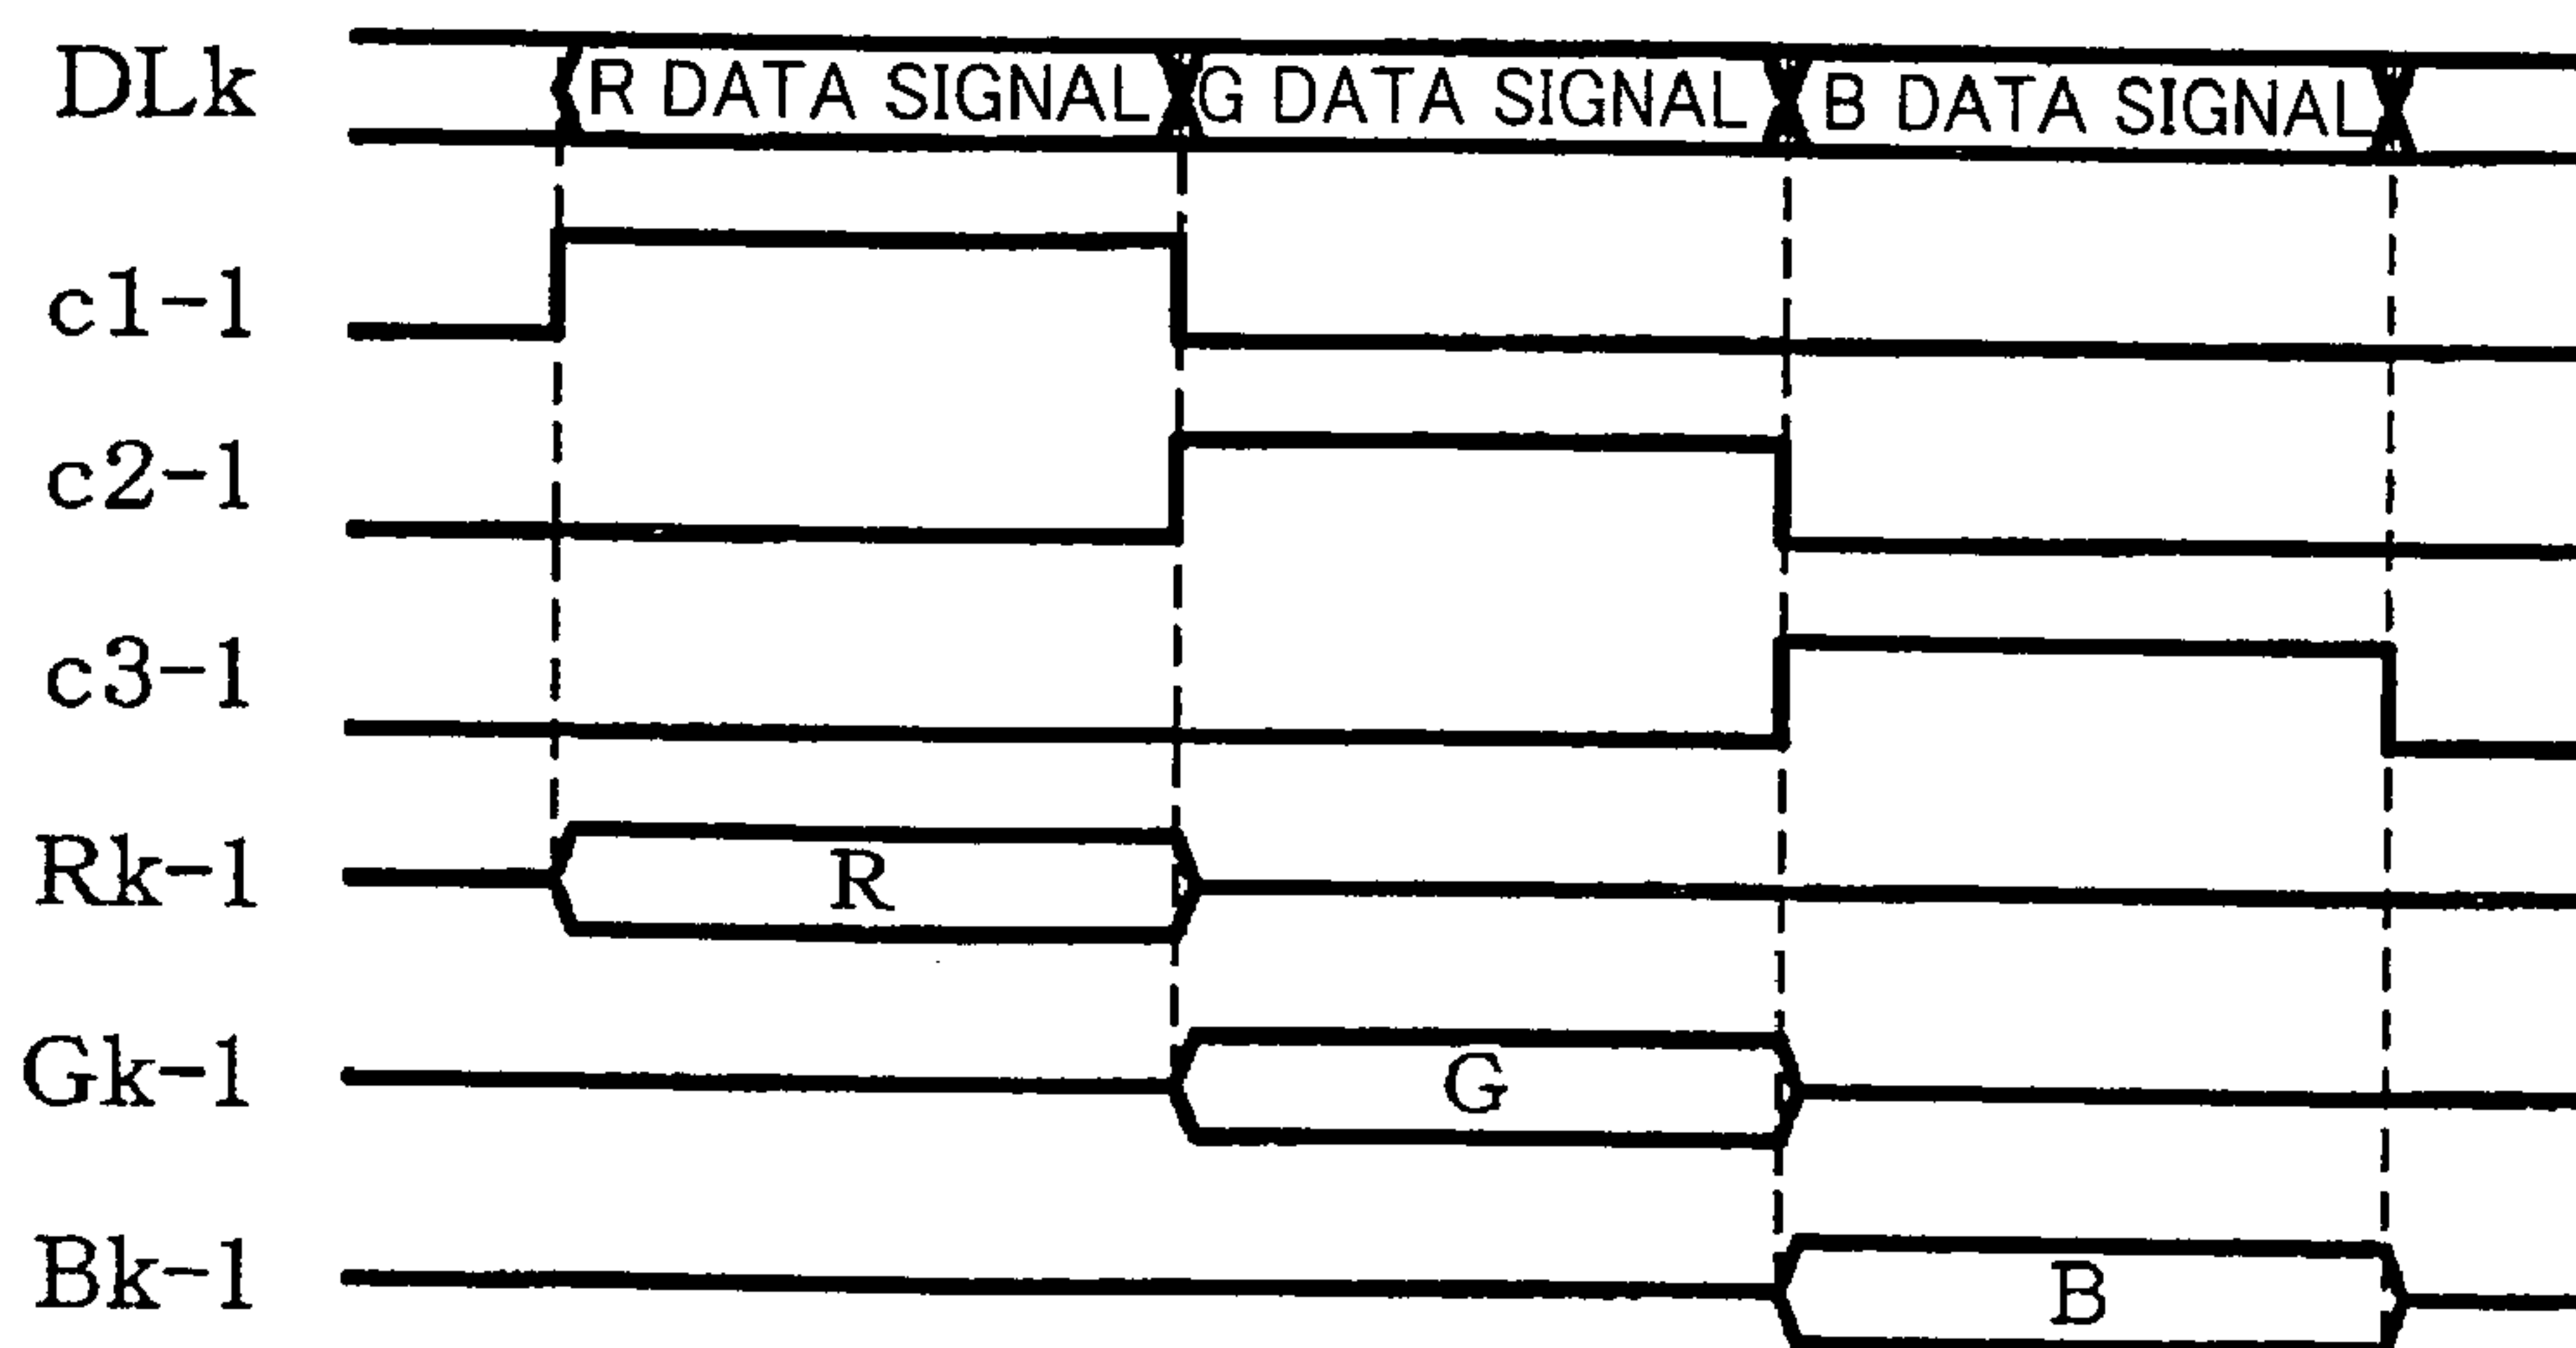 DLk R DATA SIGNAL G DATA SIGNAL B DATA SIGNAL
c1-1
c2-1
c3-1
Rk-1 R
Gk-1 G
Bk-1 B